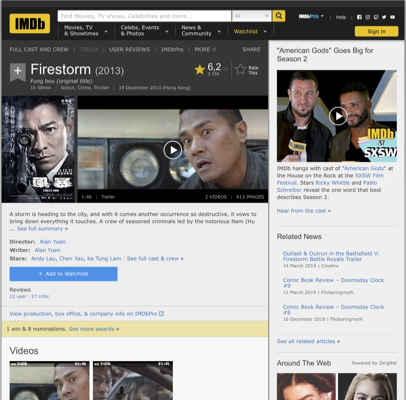 IMDb
Find Movies, TV shows, Celebrities and more...
All
IMDbPro
Help
Movies, TV
& Showtimes
Celebs, Events
& Photos
News &
Community
Watchlist
Sign in
FULL CAST AND CREW | TRIVIA | USER REVIEWS | IMDbPro | MORE
SHARE
Firestorm (2013)
Fung bou (original title)
1h 58min | Action, Crime, Thriller | 19 December 2013 (Hong Kong)
6,2
Rate
This
1:46 | Trailer
3 VIDEOS | 613 IMAGES
A storm is heading to the city, and with it comes another occurrence so destructive, it vows to
bring down everything it touches. A crew of seasoned criminals led by the notorious Nam (Hu
... See full summary »
Director: Alan Yuen
Writer: Alan Yuen
Stars: Andy Lau, Chen Yao, Ka Tung Lam | See full cast & crew »
+ Add to Watchlist
Reviews
12 user | 27 critic
View production, box office, & company info on IMDbPro
1 win & 8 nominations. See more awards »
Videos
"American Gods" Goes Big for
Season 2
IMDb
at
SXSW
IMDb hangs with cast of "American Gods" at
the House on the Rock at the SXSW Film
Festival. Stars Ricky Whittle and Pablo
Schreiber reveal the one word that best
describes Season 2.
Hear from the cast »
Related News
Outlast & Outrun in the Battlefield V:
Firestorm Battle Royale Trailer
14 March 2019 | Cinelinx
Comic Book Review – Doomsday Clock
#9
12 March 2019 | Flickeringmyth
Comic Book Review – Doomsday Clock
#8
16 December 2018 | Flickeringmyth
See all related articles »
Around The Web
Powered by ZergNet